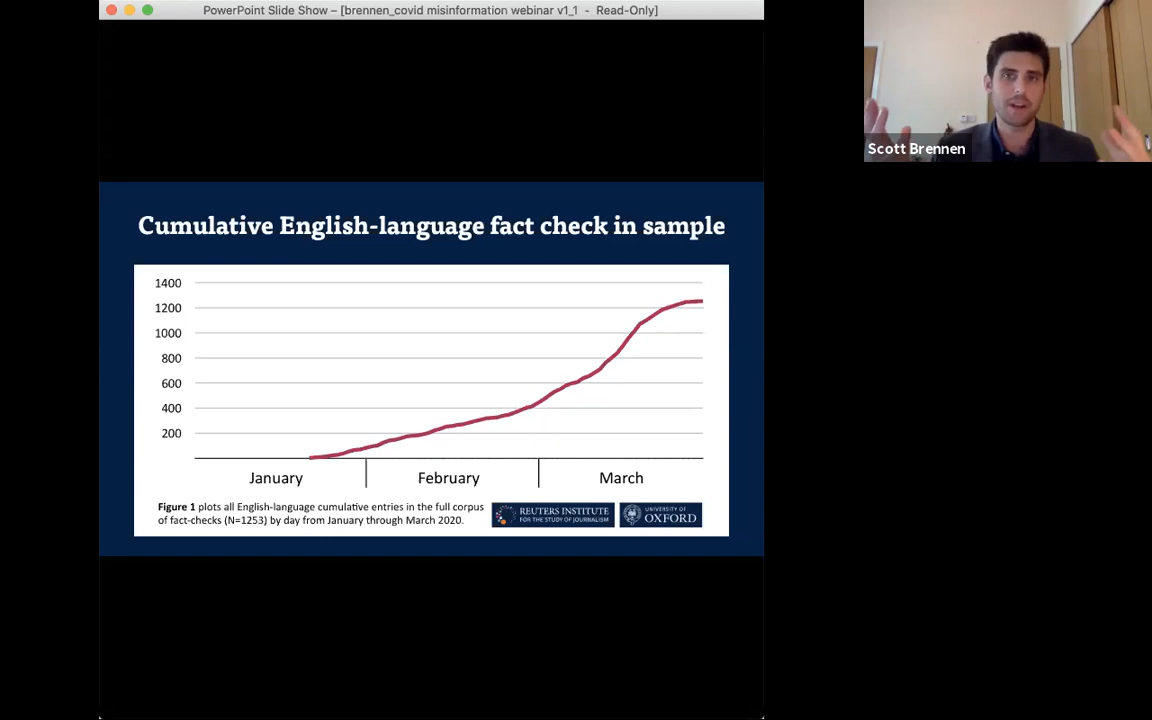 PowerPoint Slide Show - [brennen_covid misinformation webinar v1_1 - Read-Only]
Scott Brennen
Cumulative English-language fact check in sample
1400
1200
1000
800
600
400
200
January
February
March
Figure 1 plots all English-language cumulative entries in the full corpus
of fact-checks (N=1253) by day from January through March 2020.
REUTERS INSTITUTE
FOR THE STUDY OF JOURNALISM
UNIVERSITY OF
OXFORD